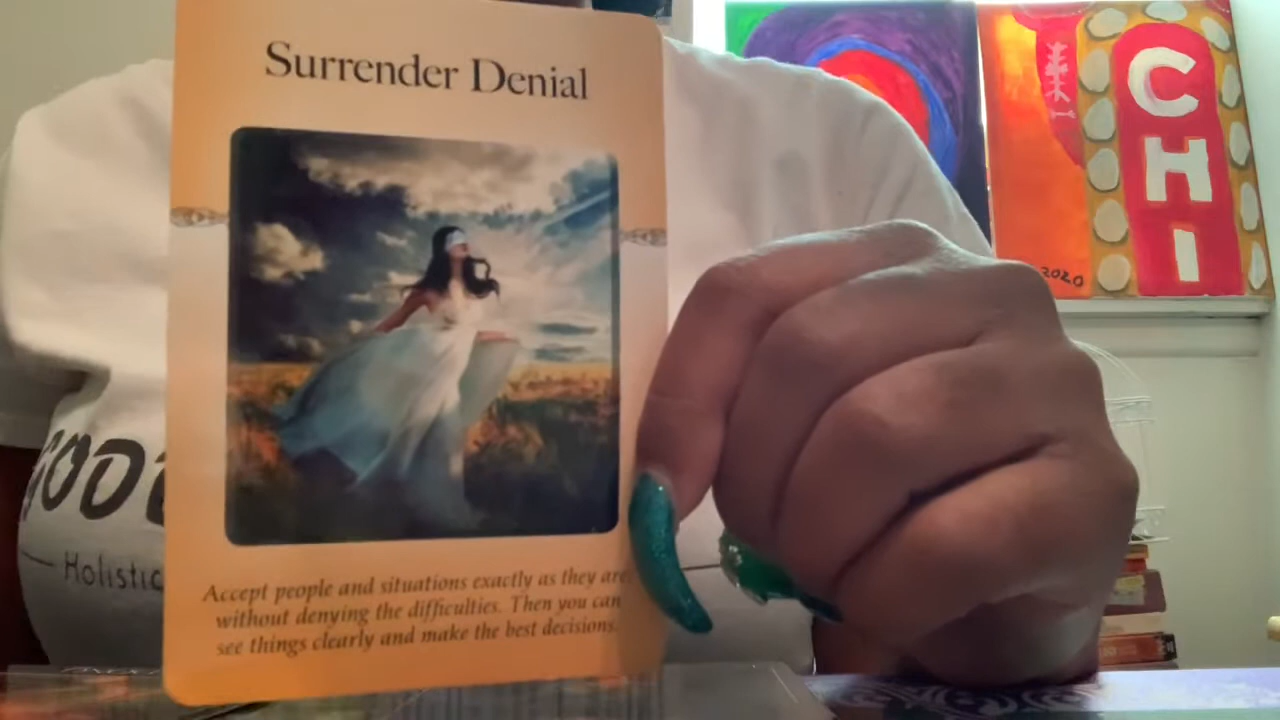 Surrender Denial
CHI
2020
GOD
Holistic
Accept people and situations exactly as they are,
without denying the difficulties. Then you can
see things clearly and make the best decisions.